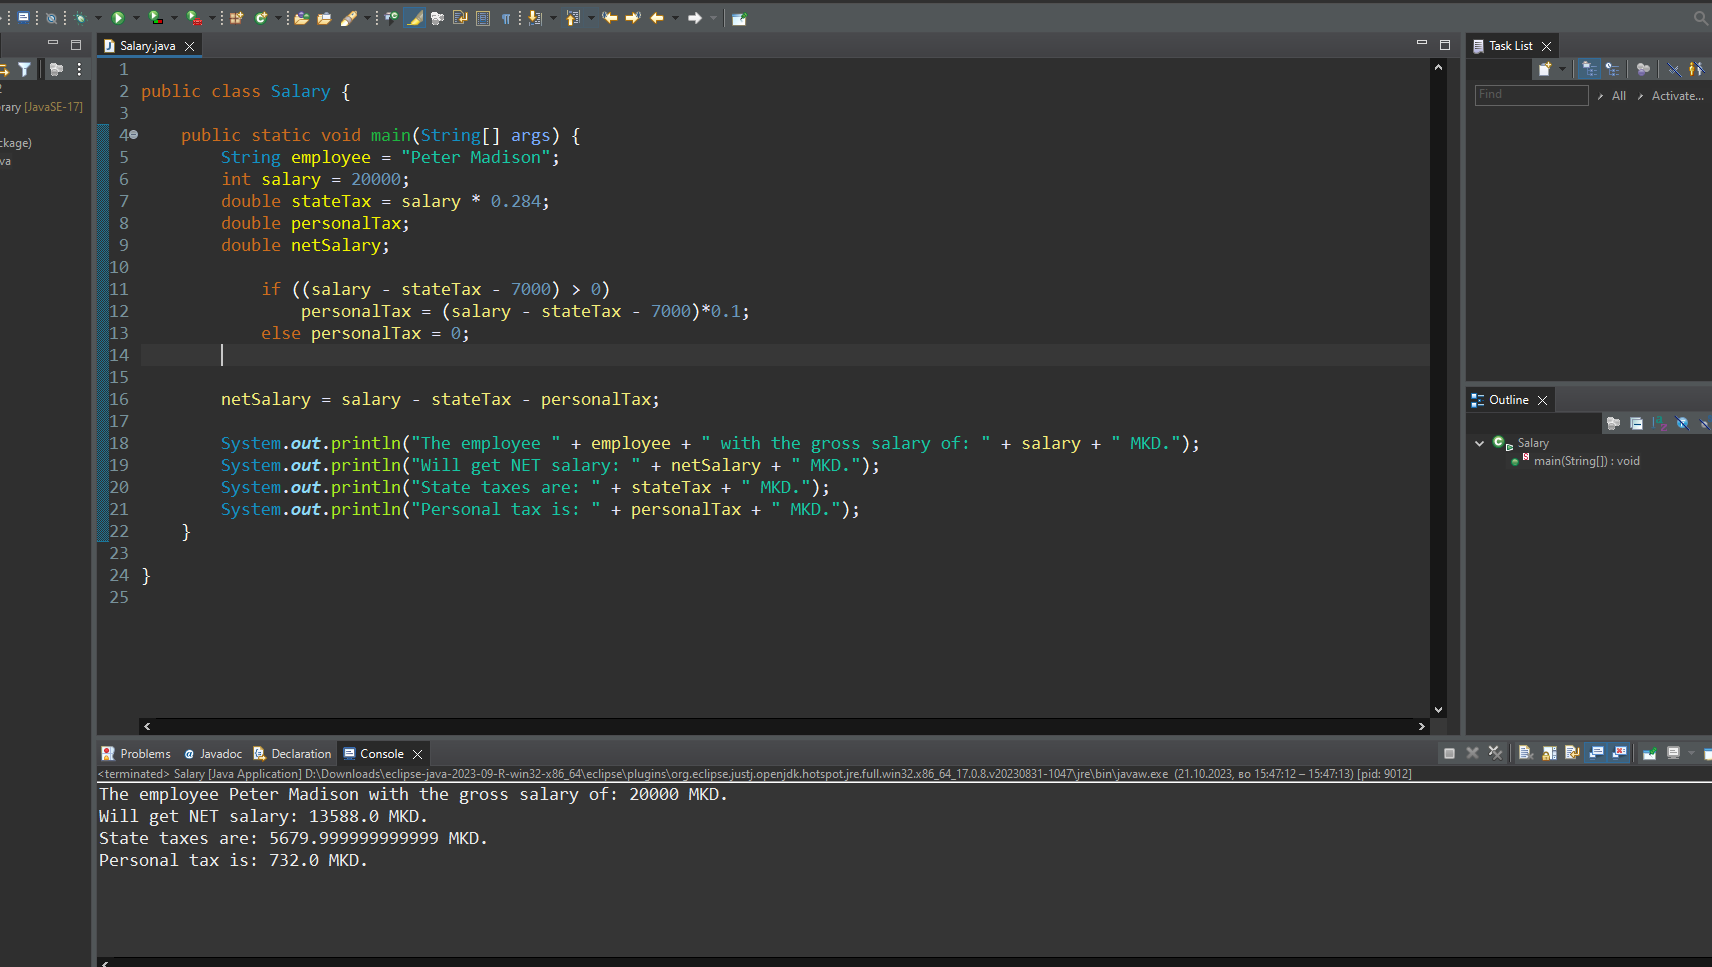 Salary.java
Task List
2
rary [JavaSE-17]
ckage)
va
Find
All
Activate...
1
2 public class Salary {
3
4 public static void main(String[] args) {
5 String employee = "Peter Madison";
6 int salary = 20000;
7 double stateTax = salary * 0.284;
8 double personalTax;
9 double netSalary;
10
11 if ((salary - stateTax - 7000) > 0)
12 personalTax = (salary - stateTax - 7000)*0.1;
13 else personalTax = 0;
14
15
16 netSalary = salary - stateTax - personalTax;
17
18 System.out.println("The employee " + employee + " with the gross salary of: " + salary + " MKD.");
19 System.out.println("Will get NET salary: " + netSalary + " MKD.");
20 System.out.println("State taxes are: " + stateTax + " MKD.");
21 System.out.println("Personal tax is: " + personalTax + " MKD.");
22 }
23
24 }
25
Outline
Salary
main(String[]) : void
Problems
Javadoc
Declaration
Console
<terminated> Salary [Java Application] D:\Downloads\eclipse-java-2023-09-R-win32-x86_64\eclipse\plugins\org.eclipse.justj.openjdk.hotspot.jre.full.win32.x86_64_17.0.8.v20230831-1047\jre\bin\javaw.exe (21.10.2023, во 15:47:12 – 15:47:13) [pid: 9012]
The employee Peter Madison with the gross salary of: 20000 MKD.
Will get NET salary: 13588.0 MKD.
State taxes are: 5679.999999999999 MKD.
Personal tax is: 732.0 MKD.